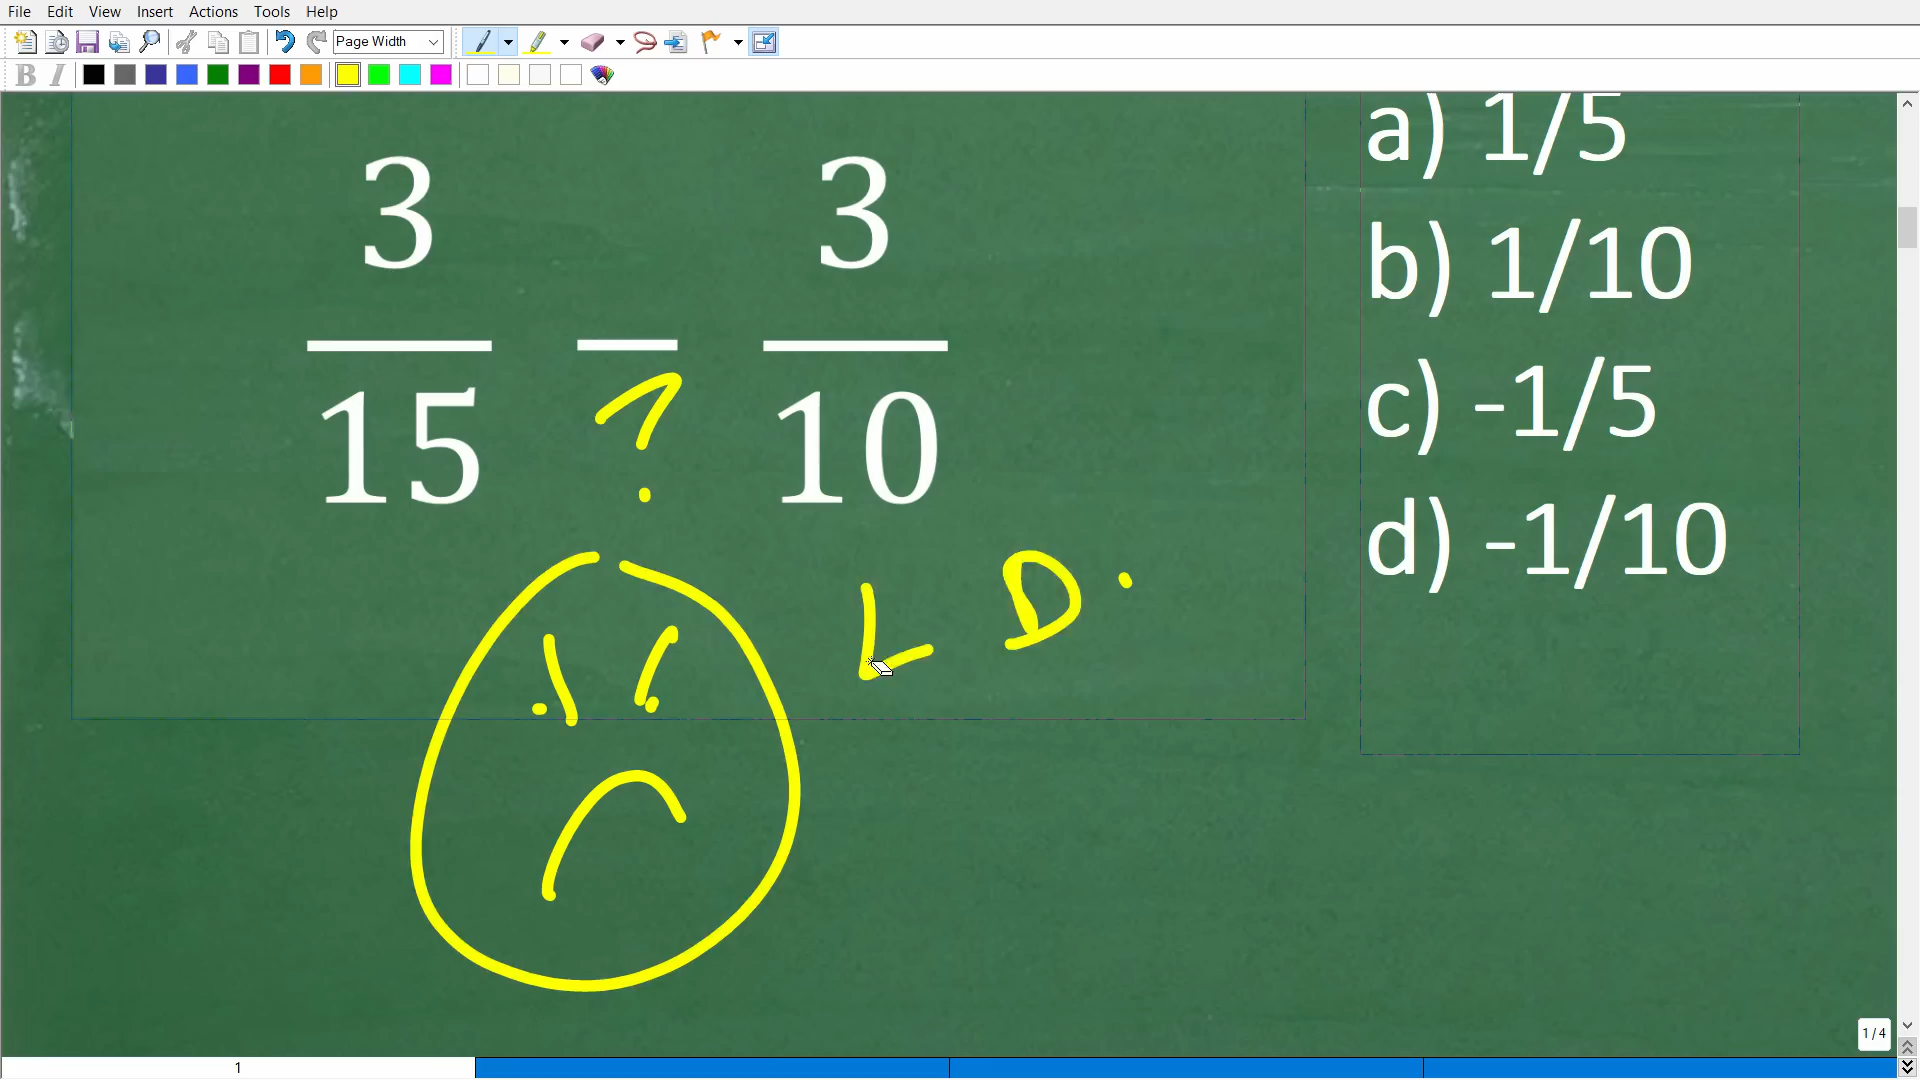 File Edit View Insert Actions Tools Help
Page Width
B I
3/15 - 3/10
?
L D .
a) 1/5
b) 1/10
c) -1/5
d) -1/10
1 / 4
1